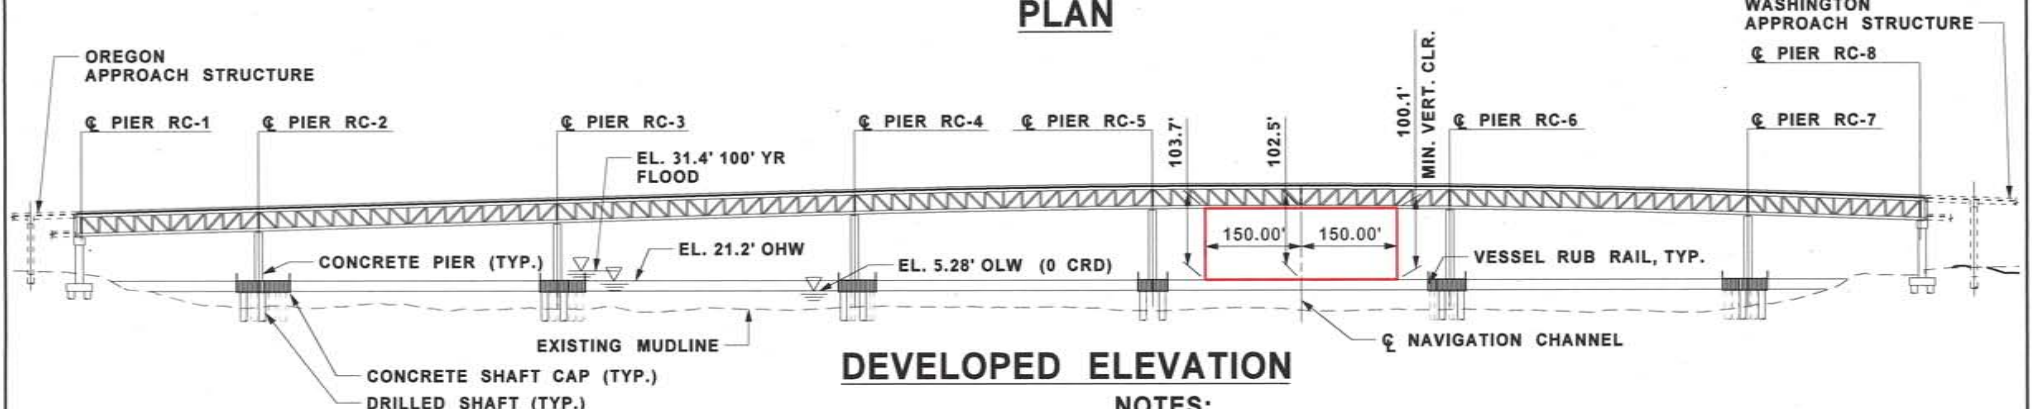 PLAN
WASHINGTON
APPROACH STRUCTURE
OREGON
APPROACH STRUCTURE
℄ PIER RC-8
℄ PIER RC-1
℄ PIER RC-2
℄ PIER RC-3
℄ PIER RC-4
℄ PIER RC-5
103.7'
102.5'
100.1'
MIN. VERT. CLR.
℄ PIER RC-6
℄ PIER RC-7
EL. 31.4' 100' YR
FLOOD
150.00'
150.00'
CONCRETE PIER (TYP.)
EL. 21.2' OHW
EL. 5.28' OLW (0 CRD)
VESSEL RUB RAIL, TYP.
EXISTING MUDLINE
℄ NAVIGATION CHANNEL
CONCRETE SHAFT CAP (TYP.)
DRILLED SHAFT (TYP.)
DEVELOPED ELEVATION
NOTES: